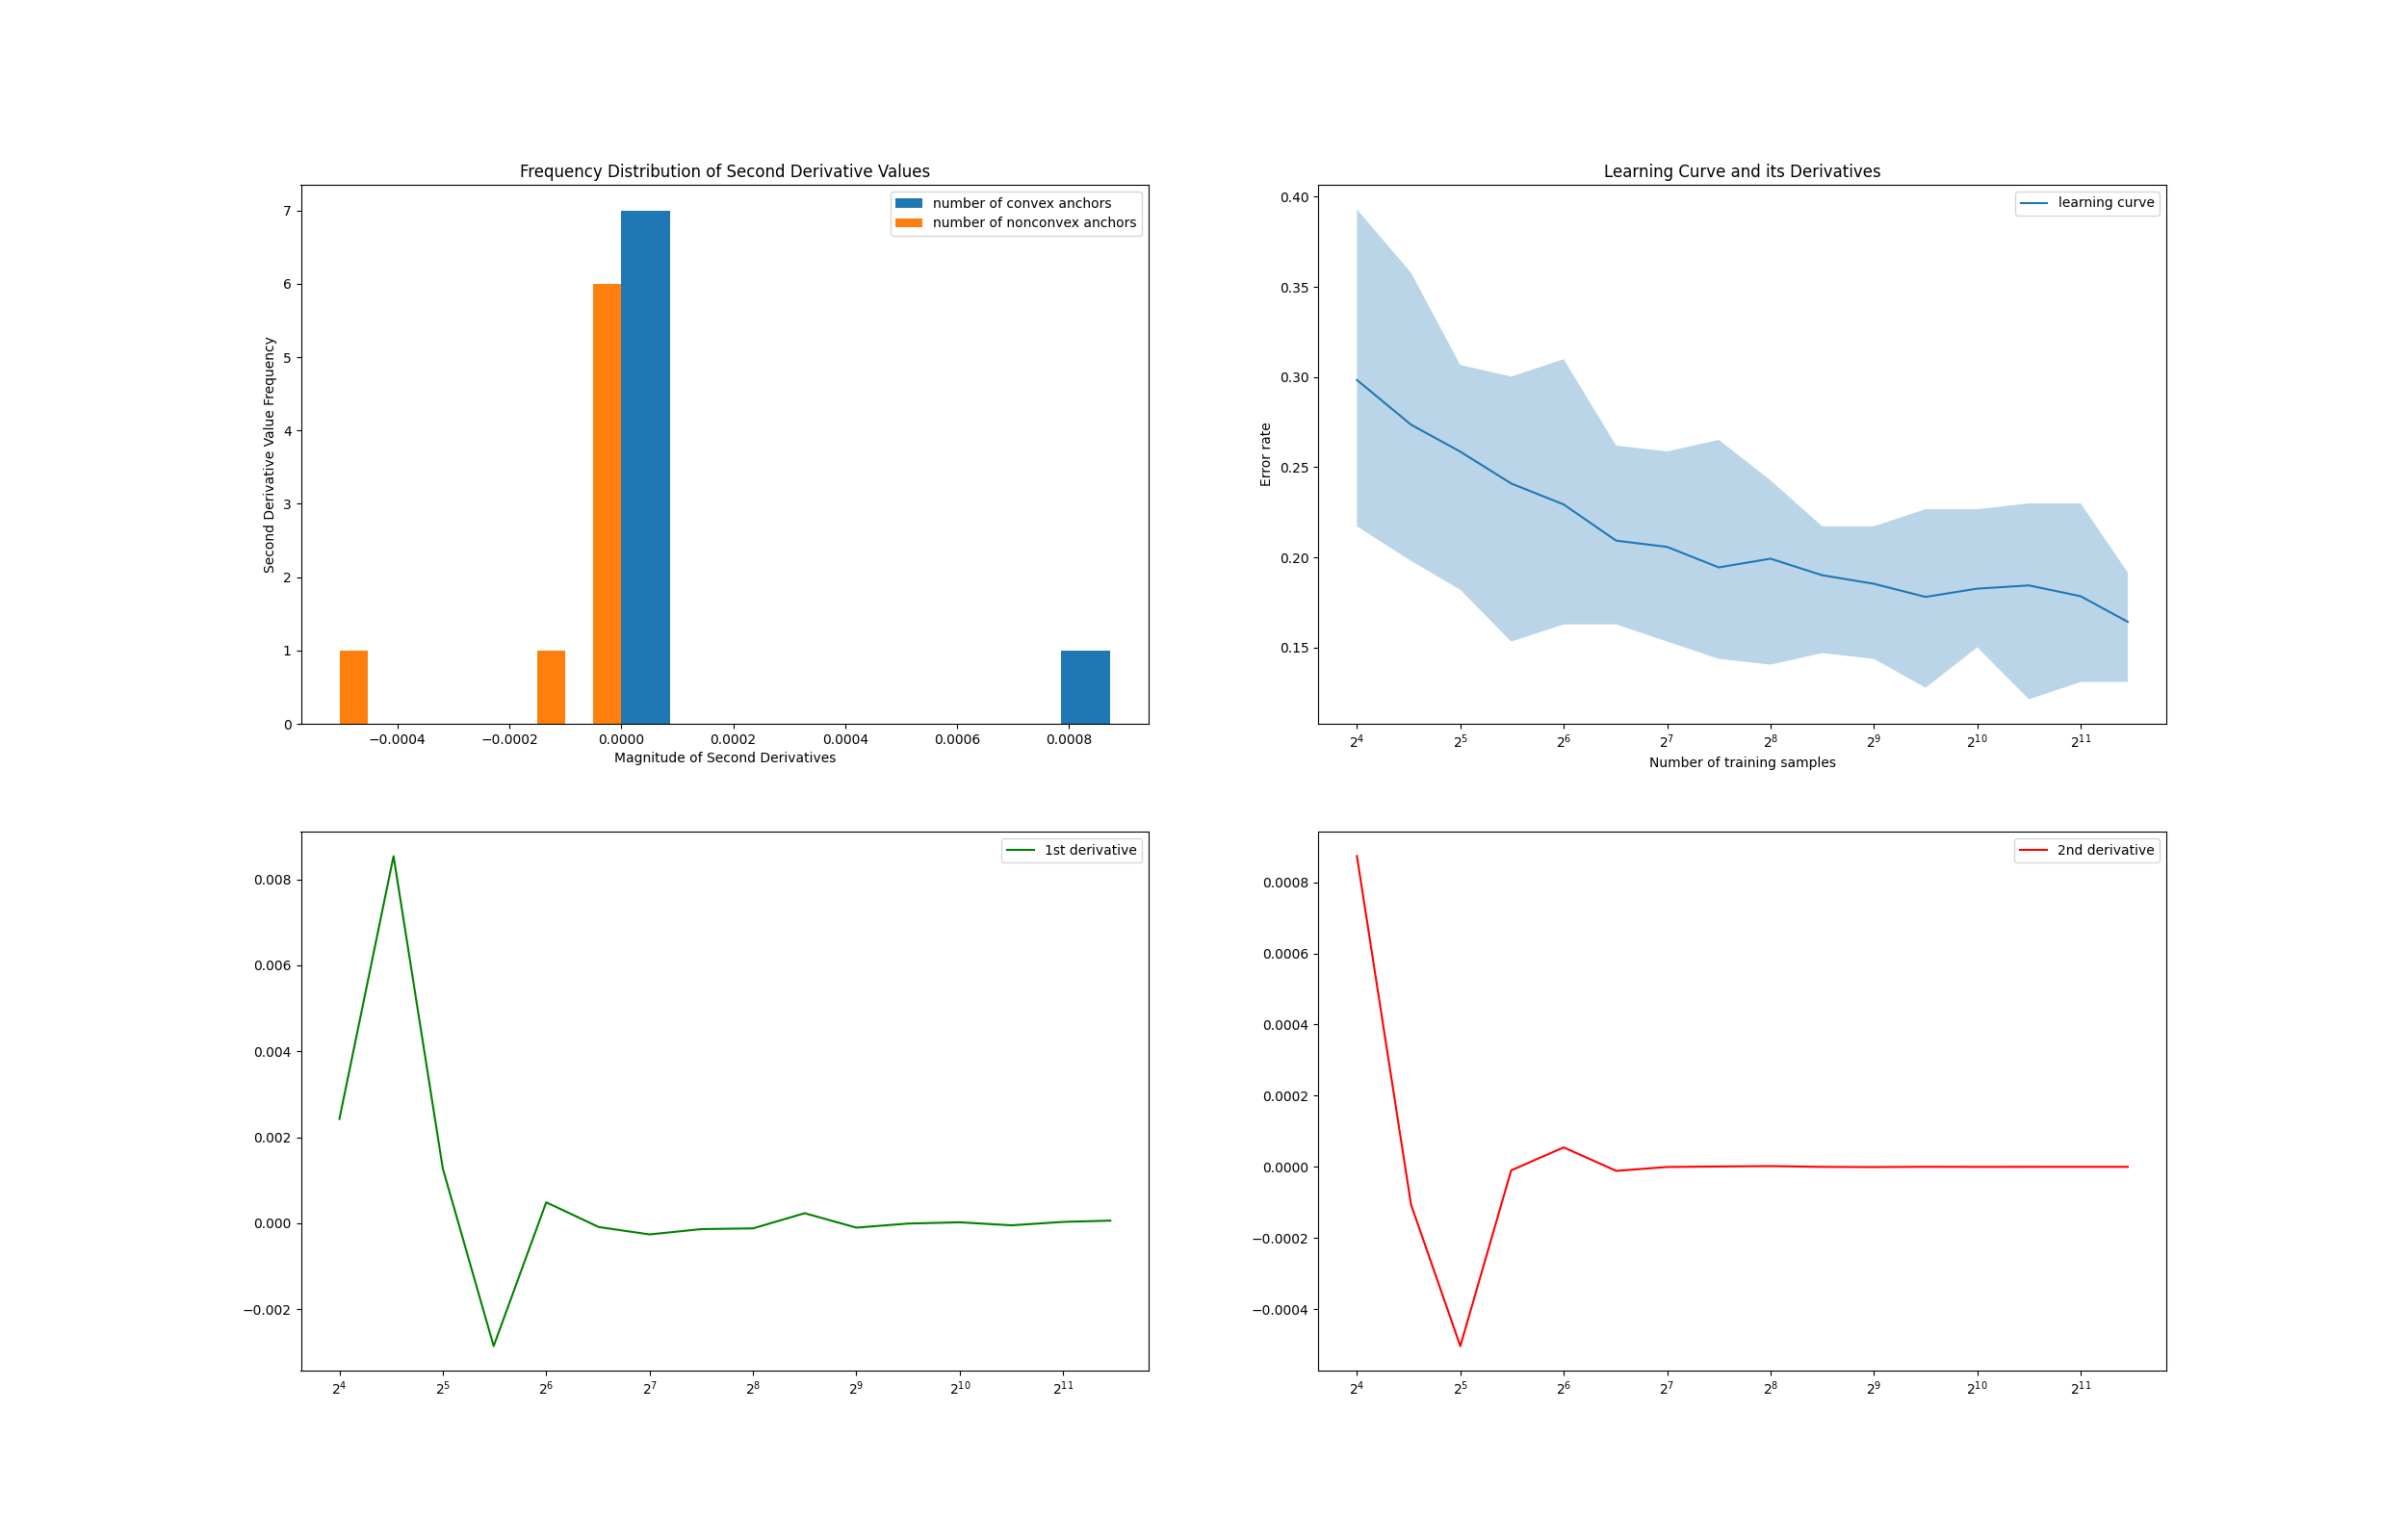 Frequency Distribution of Second Derivative Values
number of convex anchors
number of nonconvex anchors
7
6
5
4
3
2
1
0
Second Derivative Value Frequency
−0.0004 −0.0002 0.0000 0.0002 0.0004 0.0006 0.0008
Magnitude of Second Derivatives
Learning Curve and its Derivatives
learning curve
0.40
0.35
0.30
0.25
0.20
0.15
Error rate
2⁴ 2⁵ 2⁶ 2⁷ 2⁸ 2⁹ 2¹⁰ 2¹¹
Number of training samples
1st derivative
0.008
0.006
0.004
0.002
0.000
−0.002
2⁴ 2⁵ 2⁶ 2⁷ 2⁸ 2⁹ 2¹⁰ 2¹¹
2nd derivative
0.0008
0.0006
0.0004
0.0002
0.0000
−0.0002
−0.0004
2⁴ 2⁵ 2⁶ 2⁷ 2⁸ 2⁹ 2¹⁰ 2¹¹